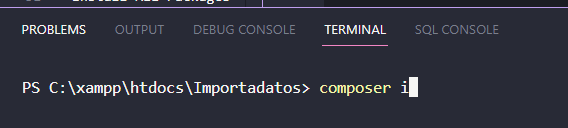 PROBLEMS OUTPUT DEBUG CONSOLE TERMINAL SQL CONSOLE
PS C:\xampp\htdocs\Importadatos> composer i